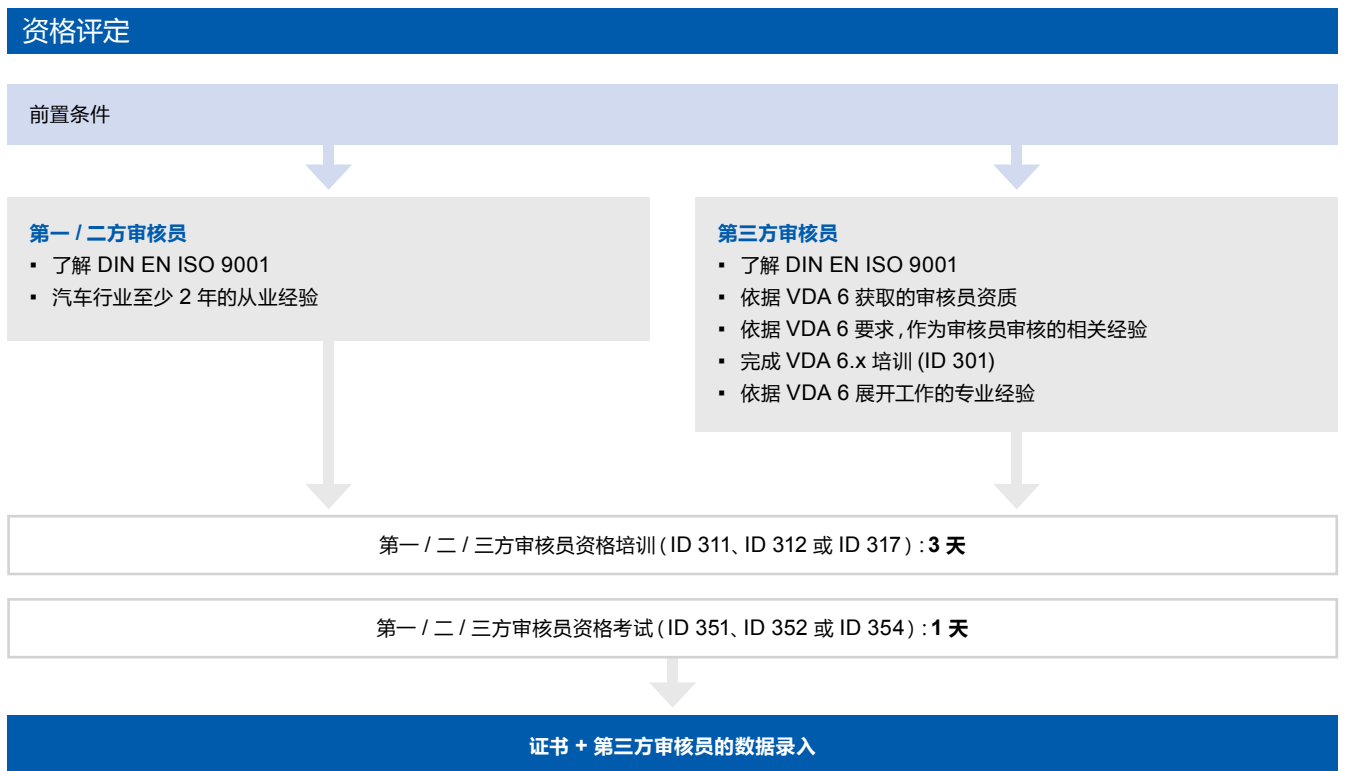 资格评定
前置条件
第一 / 二方审核员
▪ 了解 DIN EN ISO 9001
▪ 汽车行业至少 2 年的从业经验
第三方审核员
▪ 了解 DIN EN ISO 9001
▪ 依据 VDA 6 获取的审核员资质
▪ 依据 VDA 6 要求,作为审核员审核的相关经验
▪ 完成 VDA 6.x 培训 (ID 301)
▪ 依据 VDA 6 展开工作的专业经验
第一 / 二 / 三方审核员资格培训(ID 311、ID 312 或 ID 317):3 天
第一 / 二 / 三方审核员资格考试(ID 351、ID 352 或 ID 354):1 天
证书 + 第三方审核员的数据录入